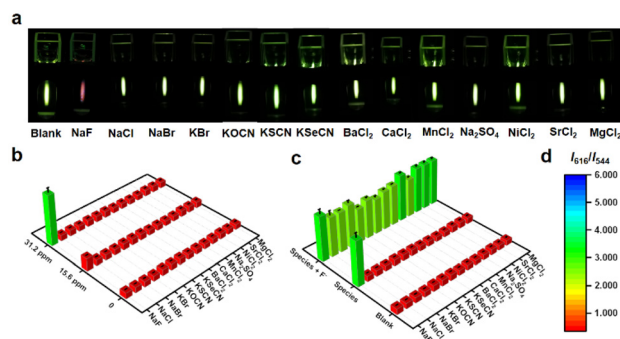 a
Blank NaF NaCl NaBr KBr KOCN KSCN KSeCN BaCl₂ CaCl₂ MnCl₂ Na₂SO₄ NiCl₂ SrCl₂ MgCl₂
b
31.2 ppm
15.6 ppm
0
NaF
NaCl
NaBr
KBr
KOCN
KSCN
KSeCN
BaCl₂
CaCl₂
MnCl₂
Na₂SO₄
NiCl₂
SrCl₂
MgCl₂
c
Species + F⁻
Species
Blank
NaF
NaCl
NaBr
KBr
KOCN
KSCN
KSeCN
BaCl₂
CaCl₂
MnCl₂
Na₂SO₄
NiCl₂
SrCl₂
MgCl₂
d
I₆₁₆/I₅₄₄
6.000
5.000
4.000
3.000
2.000
1.000